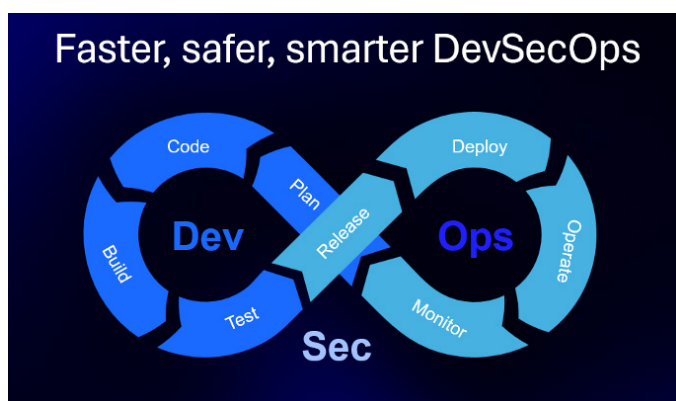 Faster, safer, smarter DevSecOps
Code
Plan
Build
Test
Dev
Release
Deploy
Operate
Monitor
Ops
Sec